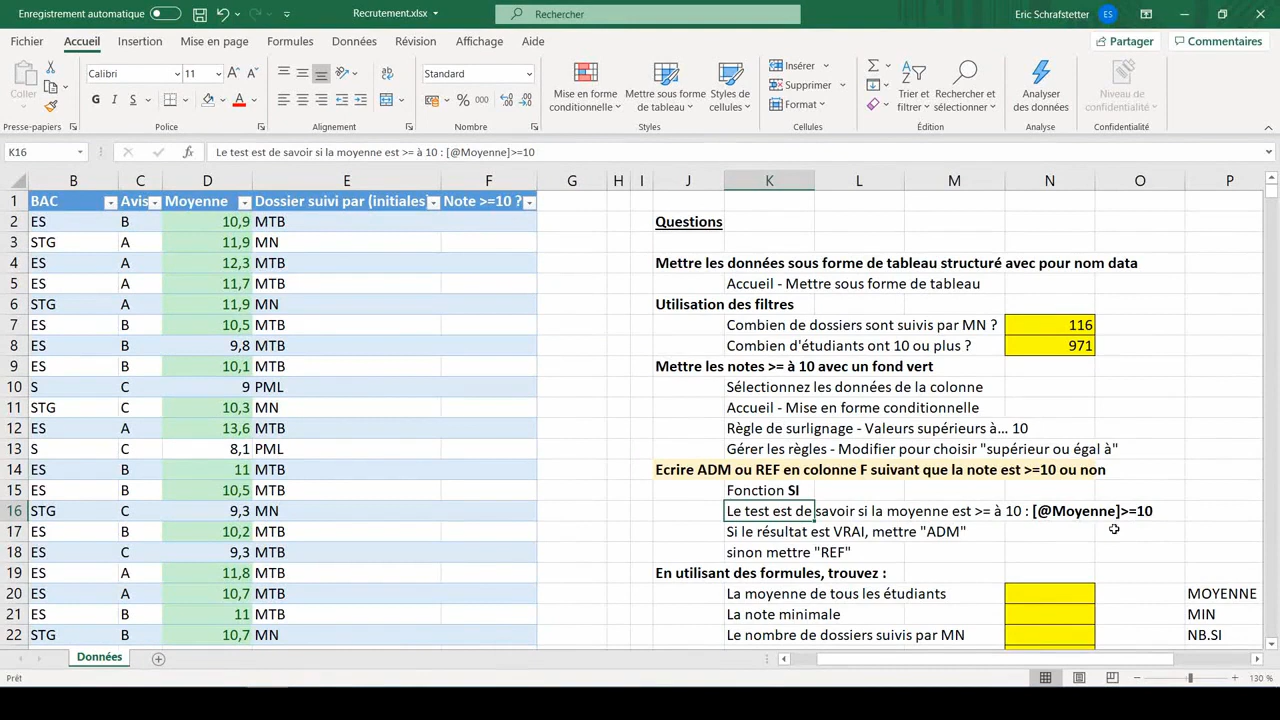 Enregistrement automatique
Recrutement.xlsx
Rechercher
Eric Schrafstetter
ES
Fichier Accueil Insertion Mise en page Formules Données Révision Affichage Aide
Partager
Commentaires
Coller
Calibri 11
G I S
Standard
% 000
Mise en forme conditionnelle
Mettre sous forme de tableau
Styles de cellules
Insérer
Supprimer
Format
Trier et filtrer
Rechercher et sélectionner
Analyser des données
Niveau de confidentialité
Presse-papiers Police Alignement Nombre Styles Cellules Édition Analyse Confidentialité
K16
fx
Le test est de savoir si la moyenne est >= à 10 : [@Moyenne]>=10
B C D E F G H I J K L M N O P
1 BAC Avis Moyenne Dossier suivi par (initiales) Note >=10 ?
2 ES B 10,9 MTB Questions
3 STG A 11,9 MN
4 ES A 12,3 MTB Mettre les données sous forme de tableau structuré avec pour nom data
5 ES A 11,7 MTB Accueil - Mettre sous forme de tableau
6 STG A 11,9 MN Utilisation des filtres
7 ES B 10,5 MTB Combien de dossiers sont suivis par MN ? 116
8 ES B 9,8 MTB Combien d'étudiants ont 10 ou plus ? 971
9 ES B 10,1 MTB Mettre les notes >= à 10 avec un fond vert
10 S C 9 PML Sélectionnez les données de la colonne
11 STG C 10,3 MN Accueil - Mise en forme conditionnelle
12 ES A 13,6 MTB Règle de surlignage - Valeurs supérieurs à... 10
13 S C 8,1 PML Gérer les règles - Modifier pour choisir "supérieur ou égal à"
14 ES B 11 MTB Ecrire ADM ou REF en colonne F suivant que la note est >=10 ou non
15 ES B 10,5 MTB Fonction SI
16 STG C 9,3 MN Le test est de savoir si la moyenne est >= à 10 : [@Moyenne]>=10
17 ES B 10,2 MTB Si le résultat est VRAI, mettre "ADM"
18 ES C 9,3 MTB sinon mettre "REF"
19 ES A 11,8 MTB En utilisant des formules, trouvez :
20 ES A 10,7 MTB La moyenne de tous les étudiants MOYENNE
21 ES B 11 MTB La note minimale MIN
22 STG B 10,7 MN Le nombre de dossiers suivis par MN NB.SI
Données
Prêt
130 %